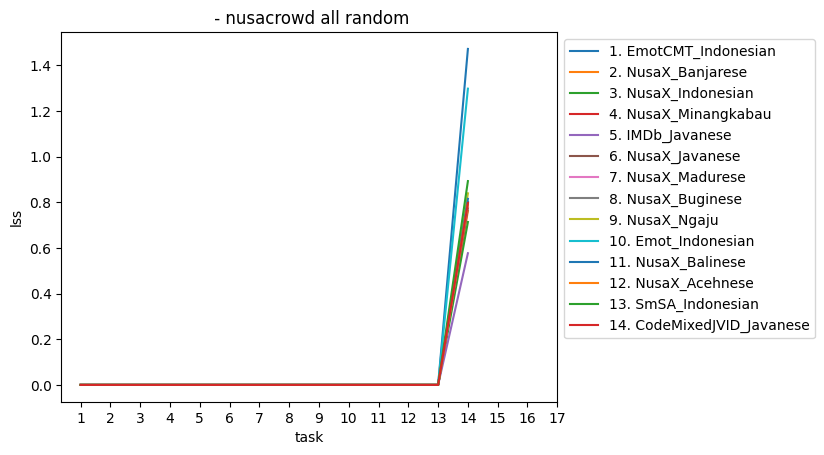 - nusacrowd all random
lss
1.4
1.2
1.0
0.8
0.6
0.4
0.2
0.0
1 2 3 4 5 6 7 8 9 10 11 12 13 14 15 16 17
task
1. EmotCMT_Indonesian
2. NusaX_Banjarese
3. NusaX_Indonesian
4. NusaX_Minangkabau
5. IMDb_Javanese
6. NusaX_Javanese
7. NusaX_Madurese
8. NusaX_Buginese
9. NusaX_Ngaju
10. Emot_Indonesian
11. NusaX_Balinese
12. NusaX_Acehnese
13. SmSA_Indonesian
14. CodeMixedJVID_Javanese